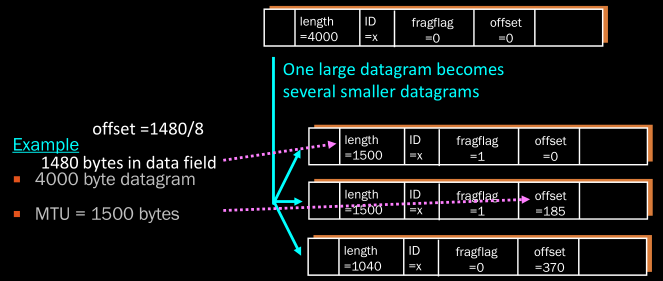 length ID fragflag offset
=4000 =x =0 =0
One large datagram becomes
several smaller datagrams
offset =1480/8
Example
1480 bytes in data field
4000 byte datagram
MTU = 1500 bytes
length ID fragflag offset
=1500 =x =1 =0
length ID fragflag offset
=1500 =x =1 =185
length ID fragflag offset
=1040 =x =0 =370